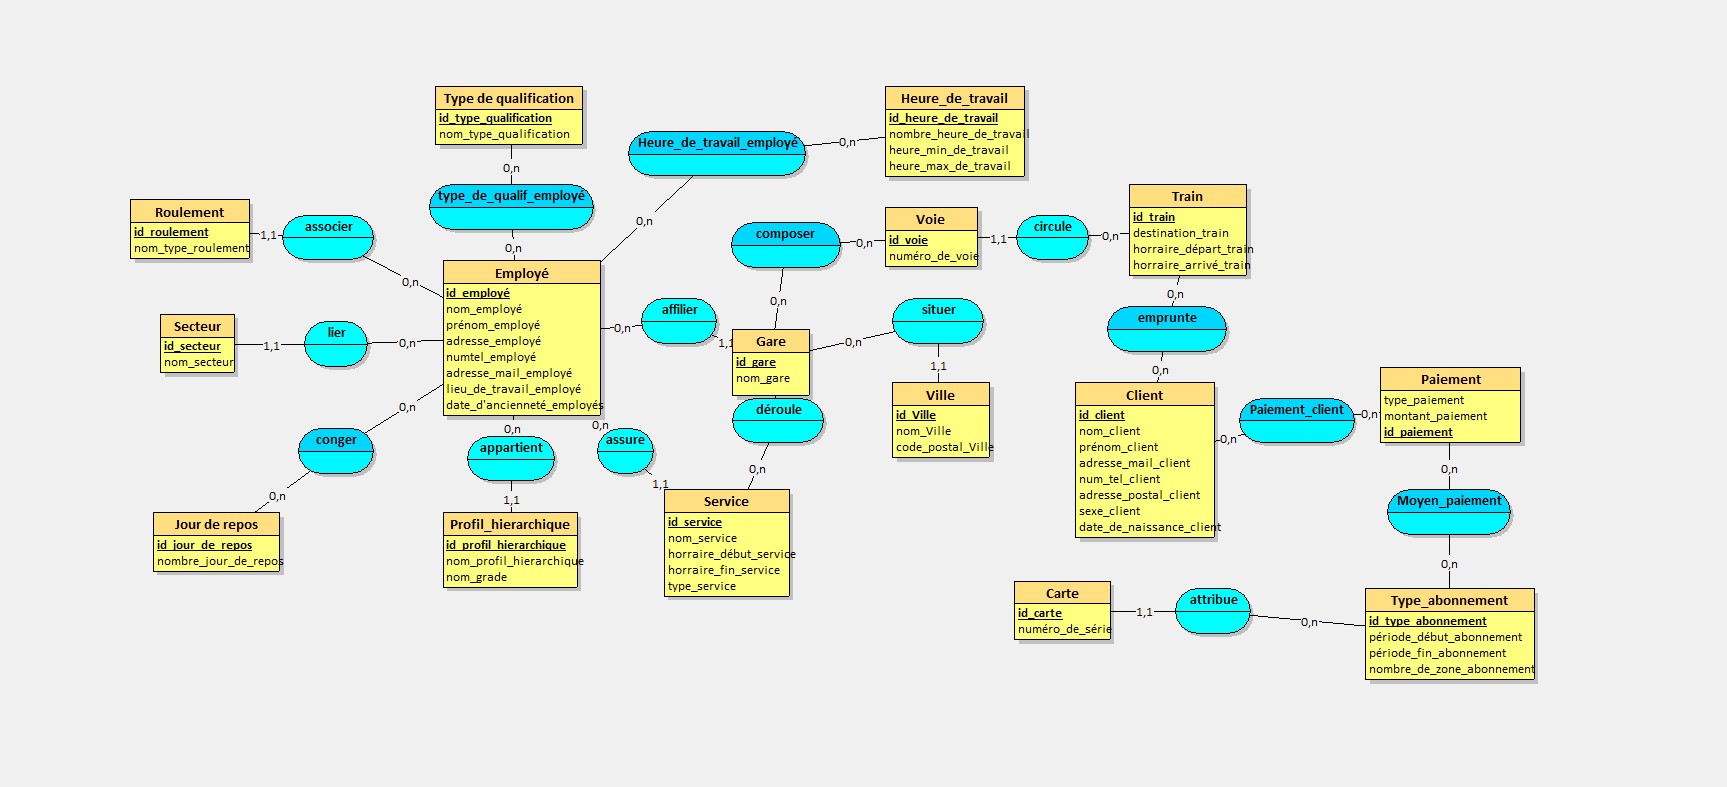 Type de qualification
id_type_qualification
nom_type_qualification
0,n
type_de_qualif_employé
0,n
Heure_de_travail_employé
0,n
0,n
Heure_de_travail
id_heure_de_travail
nombre_heure_de_travail
heure_min_de_travail
heure_max_de_travail
Roulement
id_roulement
nom_type_roulement
1,1
associer
0,n
Secteur
id_secteur
nom_secteur
1,1
lier
0,n
Employé
id_employé
nom_employé
prénom_employé
adresse_employé
numtel_employé
adresse_mail_employé
lieu_de_travail_employé
date_d'ancienneté_employés
0,n
conger
0,n
Jour de repos
id_jour_de_repos
nombre_jour_de_repos
0,n
appartient
1,1
Profil_hierarchique
id_profil_hierarchique
nom_profil_hierarchique
nom_grade
0,n
assure
1,1
Service
id_service
nom_service
horraire_début_service
horraire_fin_service
type_service
0,n
affilier
1,1
Gare
id_gare
nom_gare
déroule
0,n
composer
0,n
0,n
Voie
id_voie
numéro_de_voie
1,1
circule
0,n
Train
id_train
destination_train
horraire_départ_train
horraire_arrivé_train
0,n
situer
1,1
Ville
id_Ville
nom_Ville
code_postal_Ville
0,n
emprunte
0,n
Client
id_client
nom_client
prénom_client
adresse_mail_client
num_tel_client
adresse_postal_client
sexe_client
date_de_naissance_client
0,n
Paiement_client
0,n
Paiement
type_paiement
montant_paiement
id_paiement
0,n
Moyen_paiement
0,n
Carte
id_carte
numéro_de_série
1,1
attribue
0,n
Type_abonnement
id_type_abonnement
période_début_abonnement
période_fin_abonnement
nombre_de_zone_abonnement